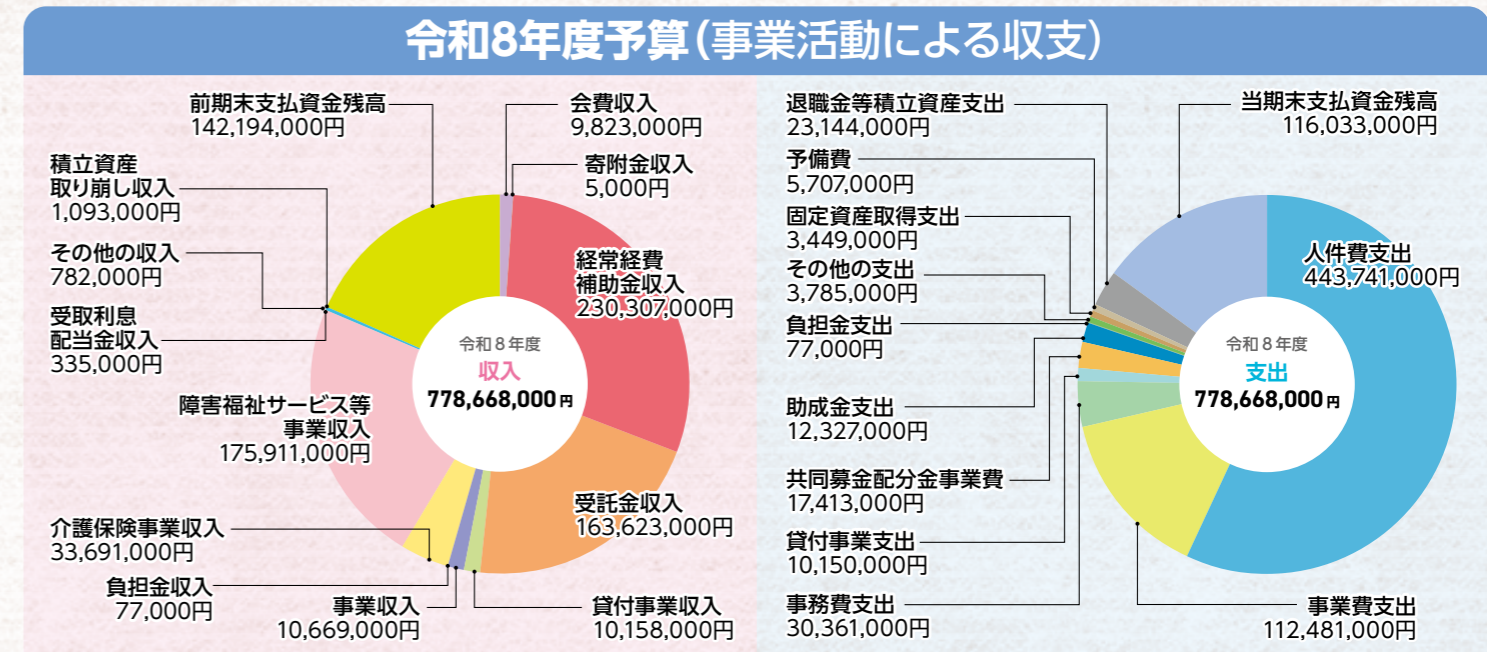 令和8年度予算(事業活動による収支)
前期末支払資金残高
142,194,000円
会費収入
9,823,000円
寄附金収入
5,000円
積立資産
取り崩し収入
1,093,000円
その他の収入
782,000円
受取利息
配当金収入
335,000円
経常経費
補助金収入
230,307,000円
令和8年度
収入
778,668,000円
障害福祉サービス等
事業収入
175,911,000円
受託金収入
163,623,000円
介護保険事業収入
33,691,000円
負担金収入
77,000円
事業収入
10,669,000円
貸付事業収入
10,158,000円
退職金等積立資産支出
23,144,000円
当期末支払資金残高
116,033,000円
予備費
5,707,000円
固定資産取得支出
3,449,000円
その他の支出
3,785,000円
負担金支出
77,000円
人件費支出
443,741,000円
令和8年度
支出
778,668,000円
助成金支出
12,327,000円
共同募金配分金事業費
17,413,000円
貸付事業支出
10,150,000円
事務費支出
30,361,000円
事業費支出
112,481,000円